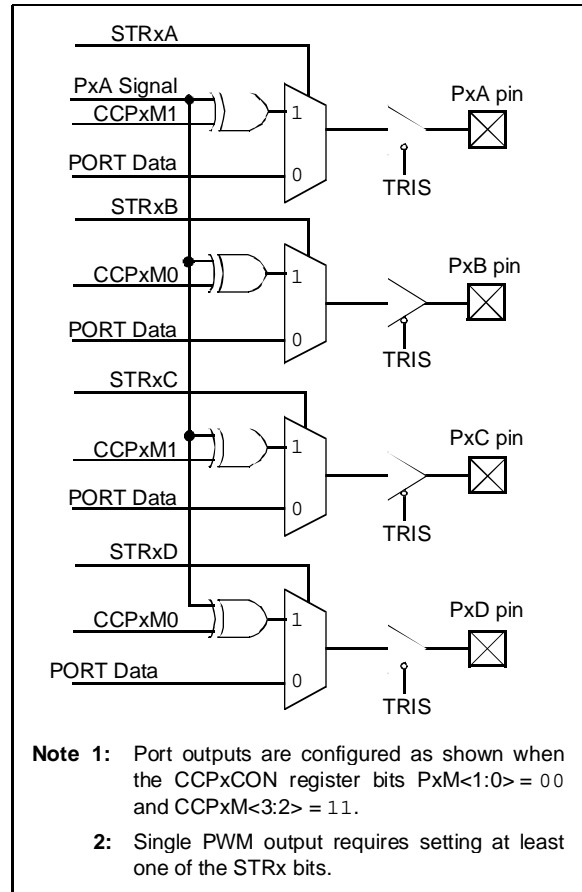 STRxA
PxA Signal
PxA pin
CCPxM1
1
PORT Data
0
TRIS
STRxB
PxB pin
CCPxM0
1
PORT Data
0
TRIS
STRxC
PxC pin
CCPxM1
1
PORT Data
0
TRIS
STRxD
PxD pin
CCPxM0
1
PORT Data
0
TRIS
Note 1: Port outputs are configured as shown when
the CCPxCON register bits PxM<1:0> = 00
and CCPxM<3:2> = 11.
2: Single PWM output requires setting at least
one of the STRx bits.